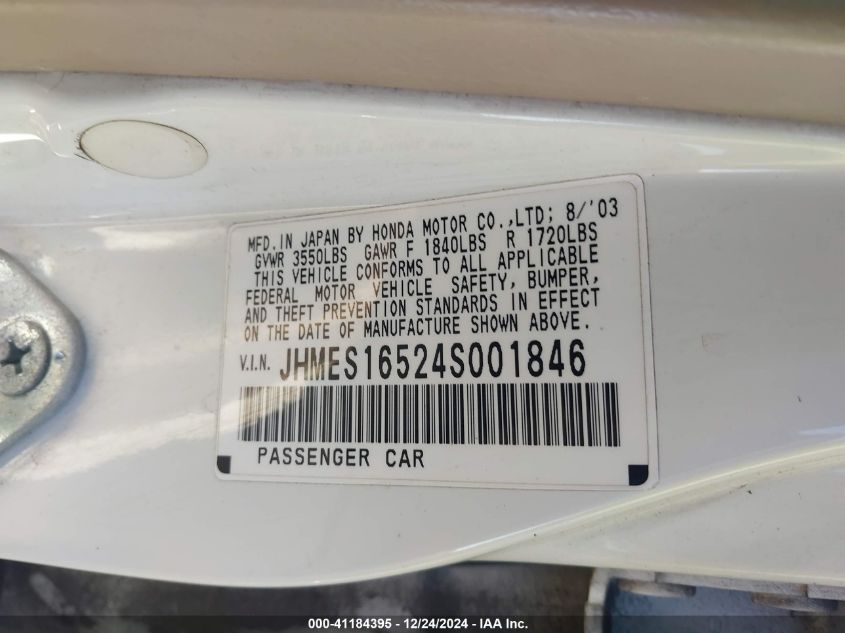 MFD. IN JAPAN BY HONDA MOTOR CO.,LTD; 8/'03
GVWR 3550LBS GAWR F 1840LBS R 1720LBS
THIS VEHICLE CONFORMS TO ALL APPLICABLE
FEDERAL MOTOR VEHICLE SAFETY, BUMPER,
AND THEFT PREVENTION STANDARDS IN EFFECT
ON THE DATE OF MANUFACTURE SHOWN ABOVE.
V.I.N. JHMES16524S001846
PASSENGER CAR
000-41184395 - 12/24/2024 - IAA Inc.